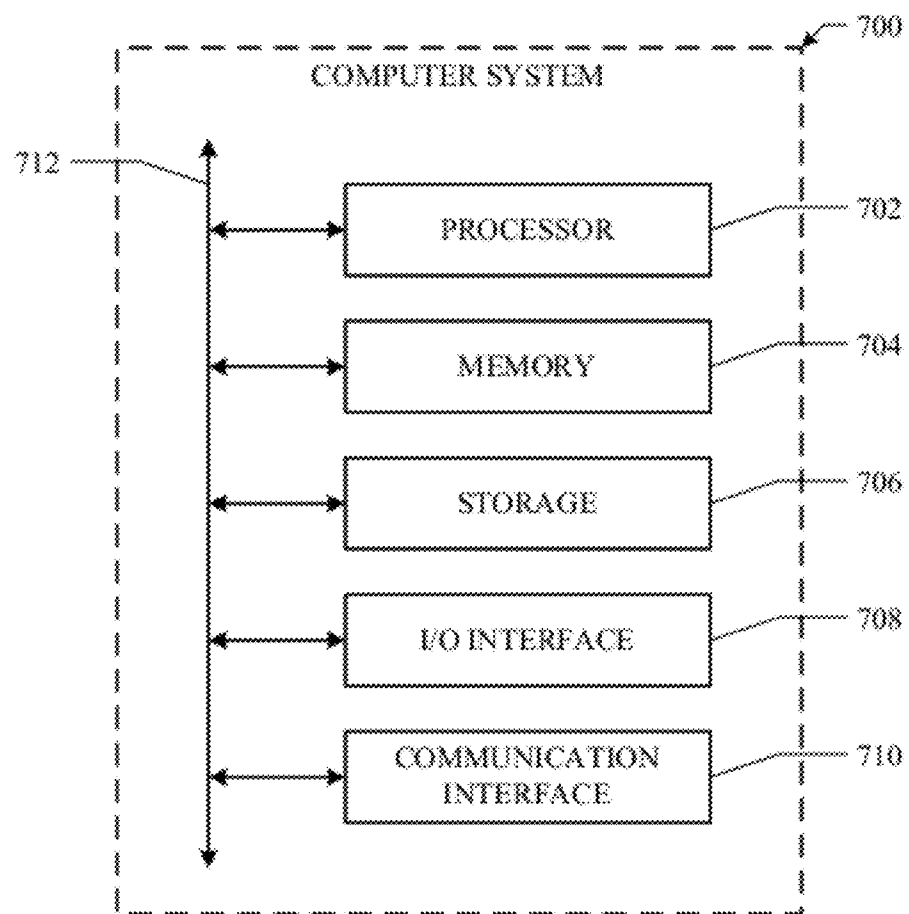 700
COMPUTER SYSTEM
712
PROCESSOR
702
MEMORY
704
STORAGE
706
I/O INTERFACE
708
COMMUNICATION
INTERFACE
710